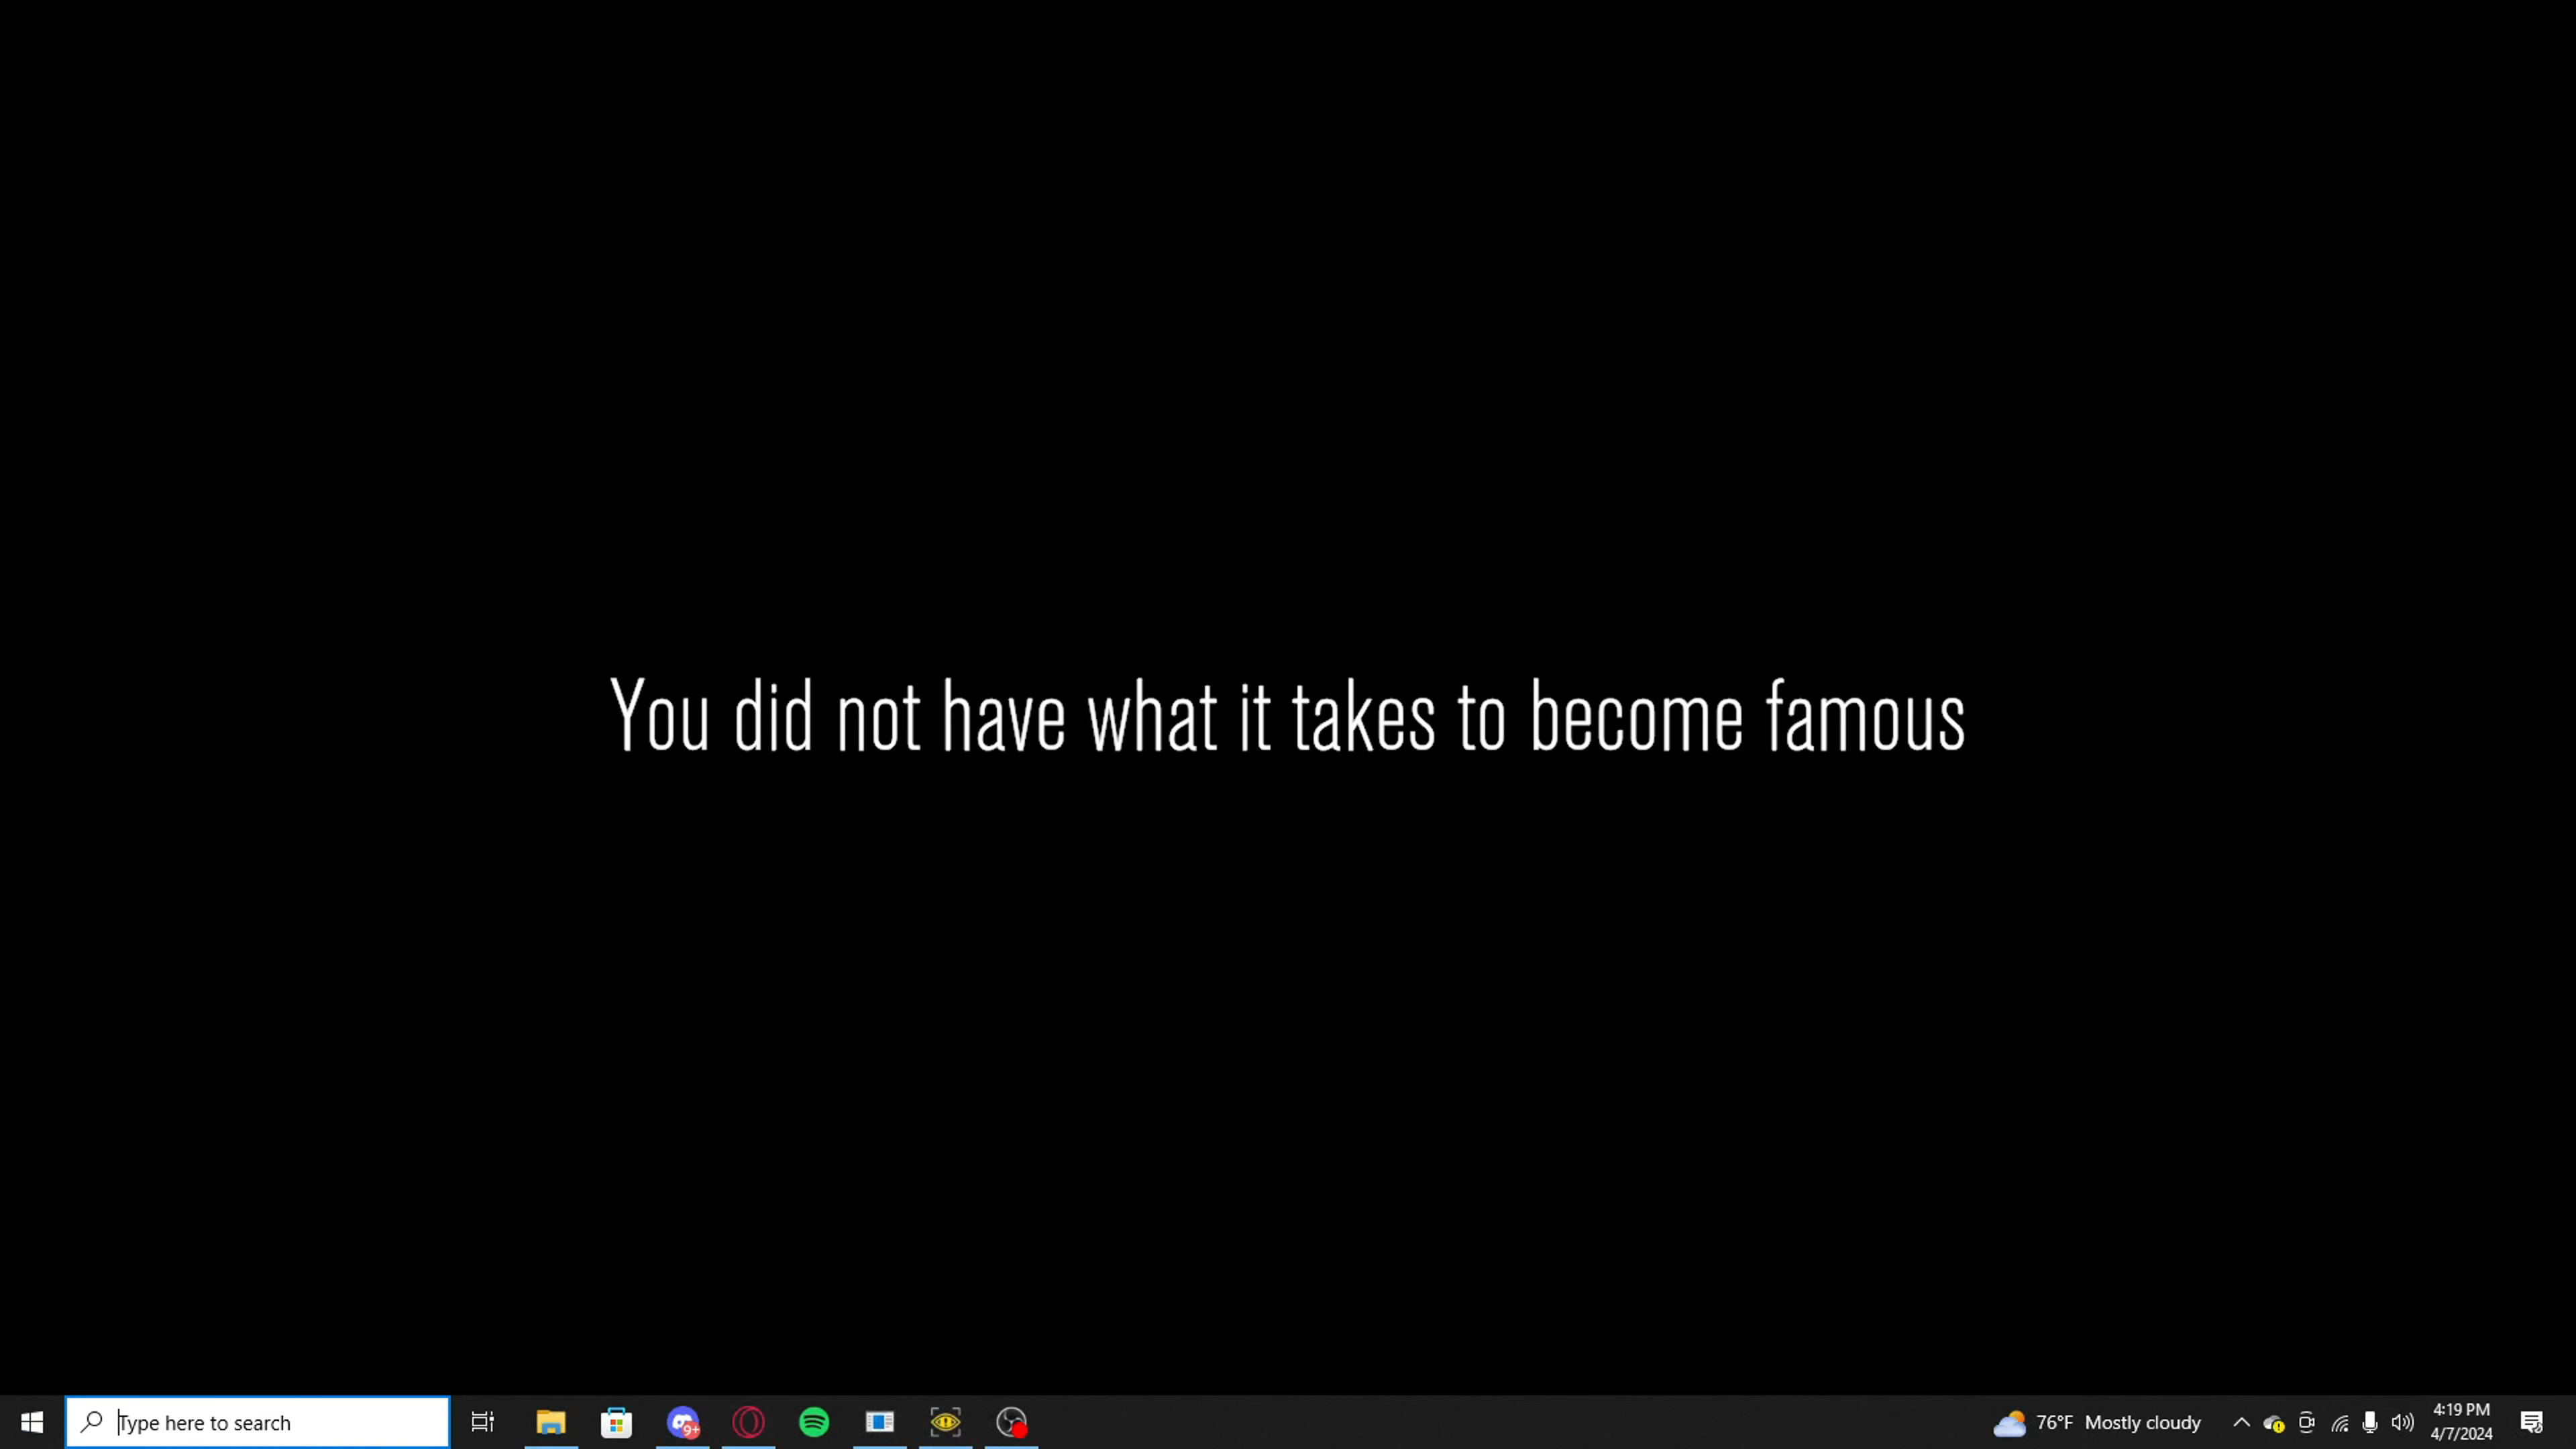 You did not have what it takes to become famous
Type here to search
9+
76°F Mostly cloudy
4:19 PM
4/7/2024